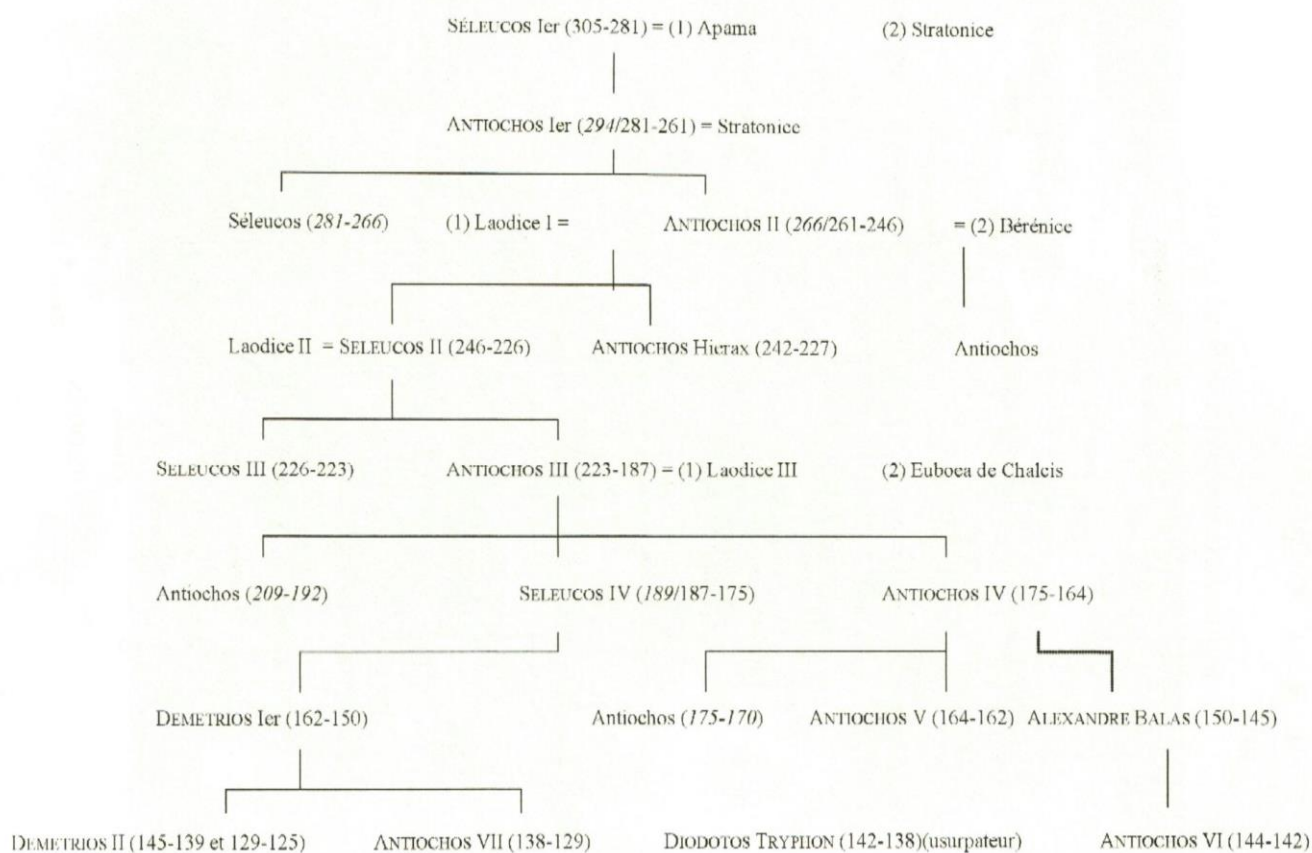 SÉLEUCOS Ier (305-281) = (1) Apama (2) Stratonice
ANTIOCHOS Ier (294/281-261) = Stratonice
Séleucos (281-266) (1) Laodice I = ANTIOCHOS II (266/261-246) = (2) Bérénice
Laodice II = SELEUCOS II (246-226) ANTIOCHOS Hierax (242-227) Antiochos
SELEUCOS III (226-223) ANTIOCHOS III (223-187) = (1) Laodice III (2) Euboea de Chalcis
Antiochos (209-192) SELEUCOS IV (189/187-175) ANTIOCHOS IV (175-164)
DEMETRIOS Ier (162-150) Antiochos (175-170) ANTIOCHOS V (164-162) ALEXANDRE BALAS (150-145)
DEMETRIOS II (145-139 et 129-125) ANTIOCHOS VII (138-129) DIODOTOS TRYPHON (142-138)(usurpateur) ANTIOCHOS VI (144-142)